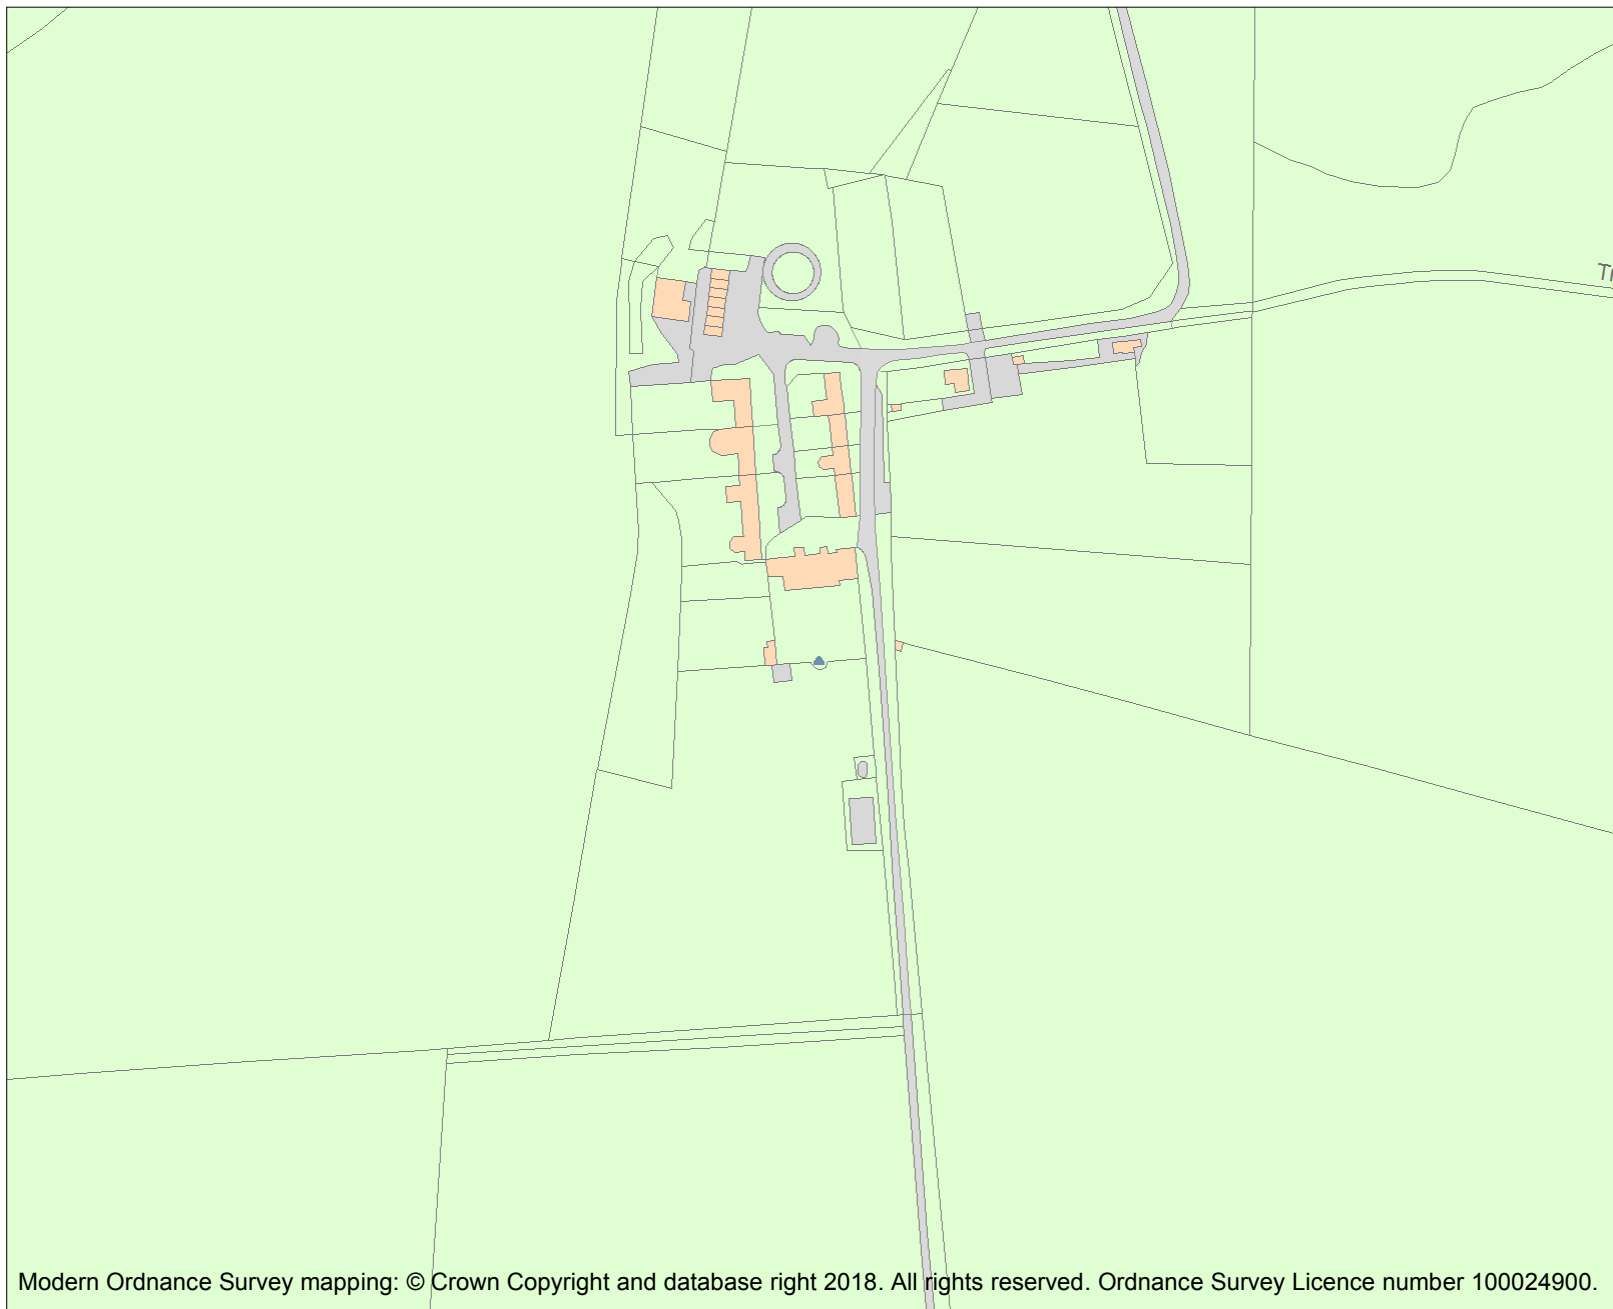 Modern Ordnance Survey mapping: © Crown Copyright and database right 2018. All rights reserved. Ordnance Survey Licence number 100024900.